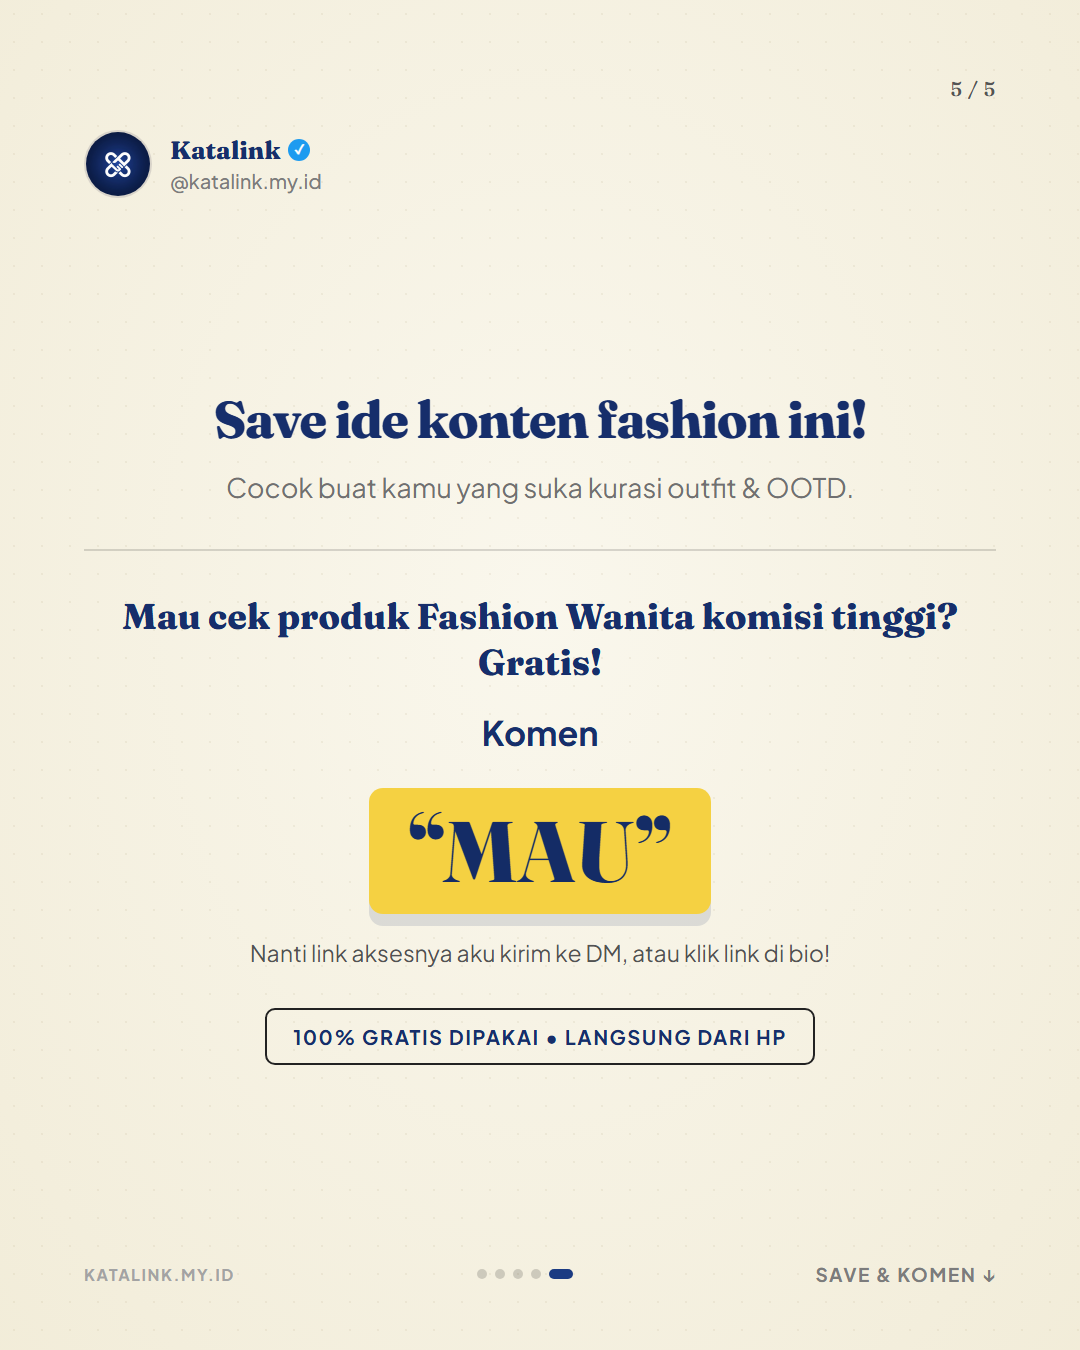 5 / 5
Katalink
@katalink.my.id
Save ide konten fashion ini!
Cocok buat kamu yang suka kurasi outfit & OOTD.
Mau cek produk Fashion Wanita komisi tinggi?
Gratis!
Komen
“MAU”
Nanti link aksesnya aku kirim ke DM, atau klik link di bio!
100% GRATIS DIPAKAI • LANGSUNG DARI HP
KATALINK.MY.ID
SAVE & KOMEN ↓